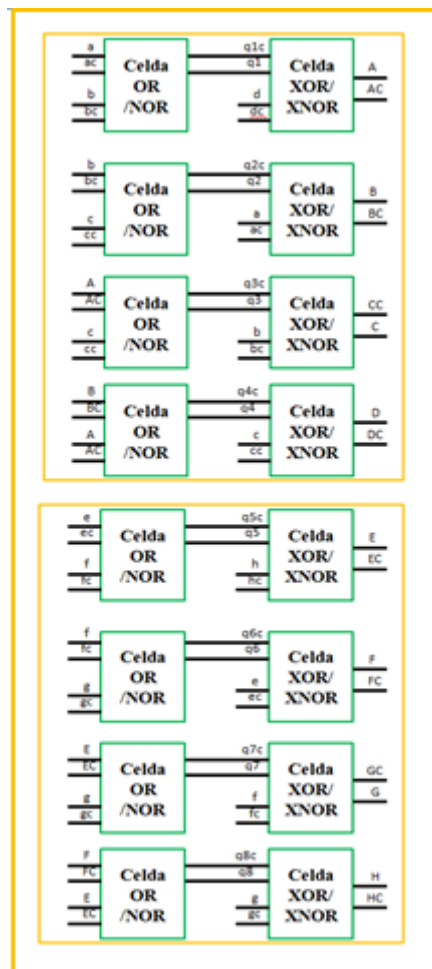 a
ac
b
bc
Celda
OR
/NOR
q1c
q1
d
dc
Celda
XOR/
XNOR
A
AC
b
bc
c
cc
Celda
OR
/NOR
q2c
q2
a
ac
Celda
XOR/
XNOR
B
BC
A
AC
c
cc
Celda
OR
/NOR
q3c
q3
b
bc
Celda
XOR/
XNOR
CC
C
B
BC
A
AC
Celda
OR
/NOR
q4c
q4
c
cc
Celda
XOR/
XNOR
D
DC
e
ec
f
fc
Celda
OR
/NOR
q5c
q5
h
hc
Celda
XOR/
XNOR
E
EC
f
fc
g
gc
Celda
OR
/NOR
q6c
q6
e
ec
Celda
XOR/
XNOR
F
FC
E
EC
g
gc
Celda
OR
/NOR
q7c
q7
f
fc
Celda
XOR/
XNOR
GC
G
F
FC
E
EC
Celda
OR
/NOR
q8c
q8
g
gc
Celda
XOR/
XNOR
H
HC